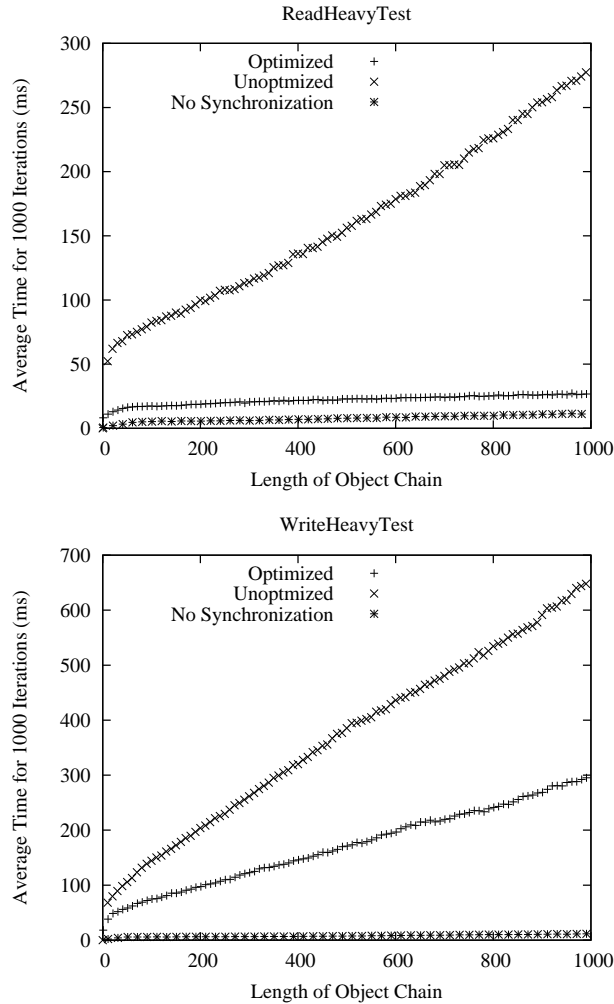 ReadHeavyTest
300
250
200
150
100
50
0
Average Time for 1000 Iterations (ms)
Optimized
Unoptmized
No Synchronization
0 200 400 600 800 1000
Length of Object Chain
WriteHeavyTest
700
600
500
400
300
200
100
0
Average Time for 1000 Iterations (ms)
Optimized
Unoptmized
No Synchronization
0 200 400 600 800 1000
Length of Object Chain